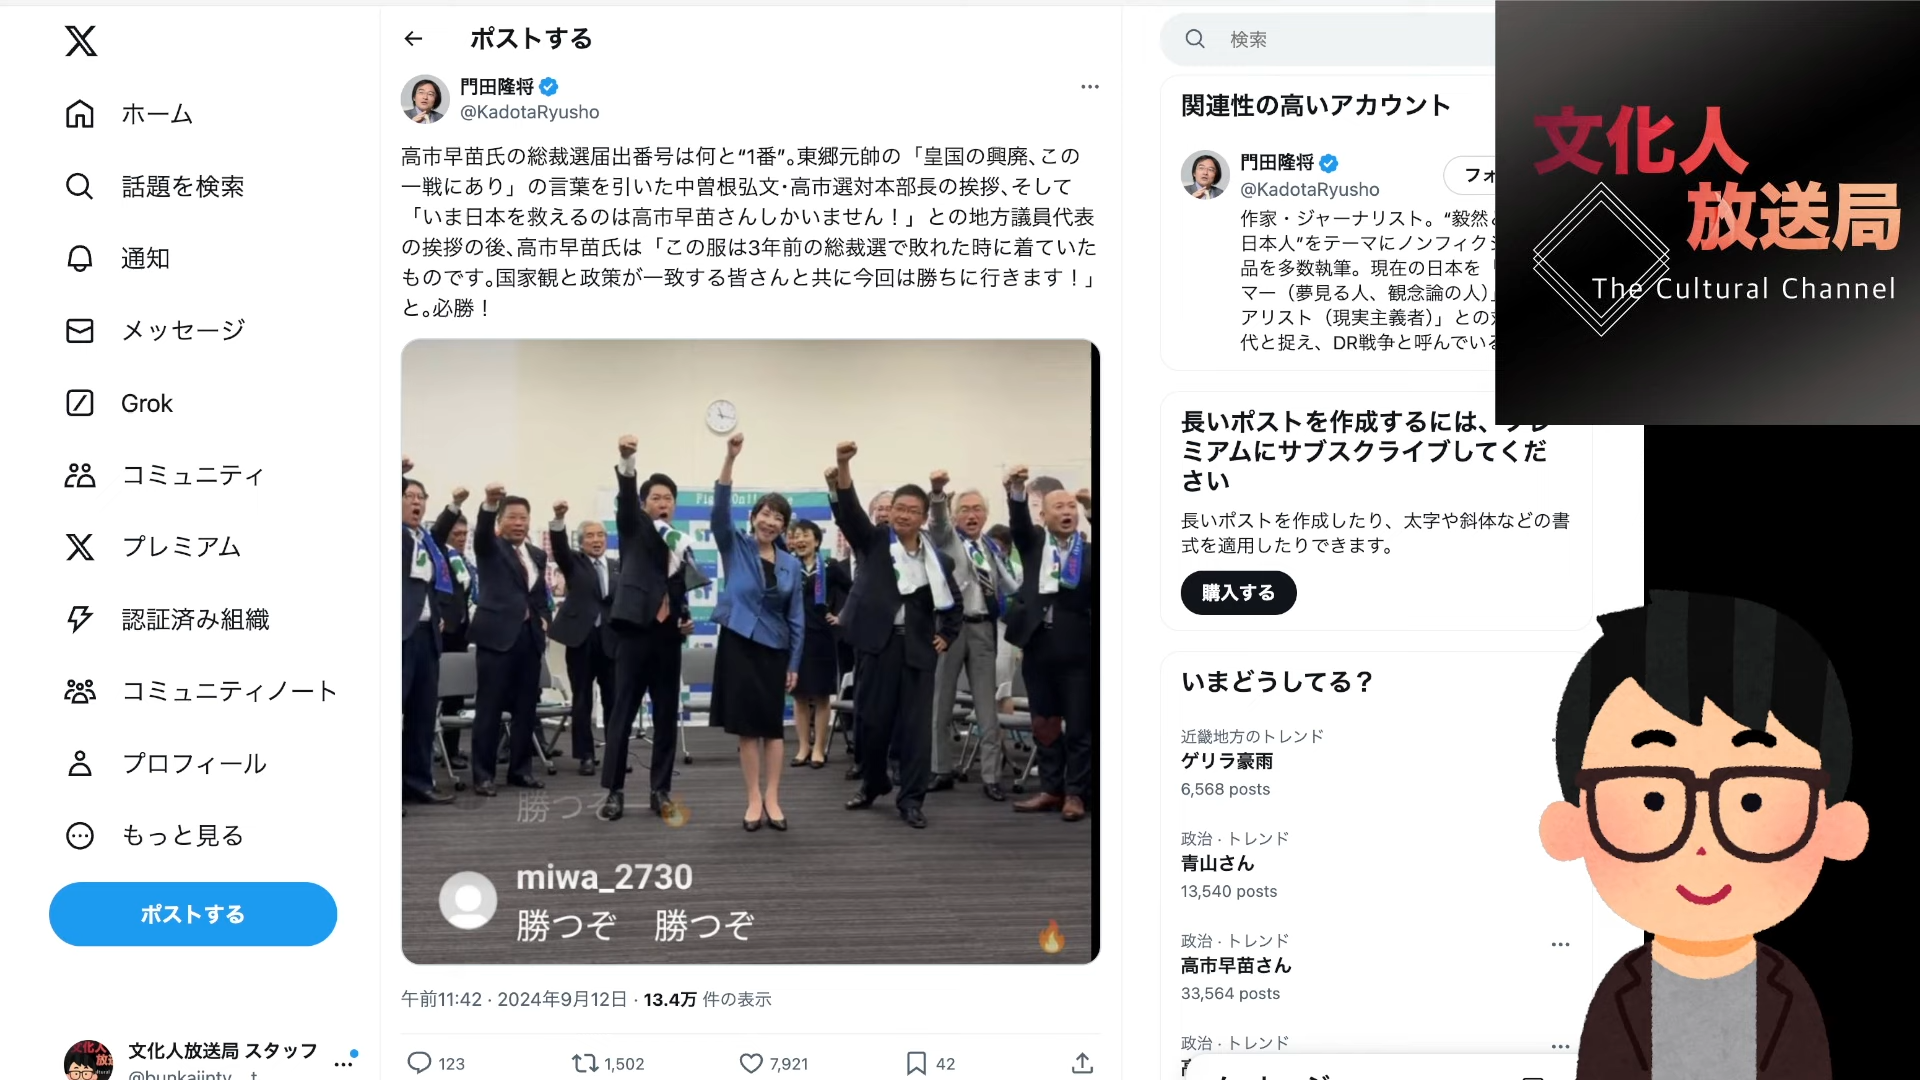 ホーム
話題を検索
通知
メッセージ
Grok
コミュニティ
プレミアム
認証済み組織
コミュニティノート
プロフィール
もっと見る
ポストする
文化人放送局 スタッフ
ポストする
門田隆将
@KadotaRyusho
高市早苗氏の総裁選届出番号は何と“1番”。東郷元帥の「皇国の興廃、この
一戦にあり」の言葉を引いた中曽根弘文･高市選対本部長の挨拶、そして
「いま日本を救えるのは高市早苗さんしかいません！」との地方議員代表
の挨拶の後、高市早苗氏は「この服は3年前の総裁選で敗れた時に着ていた
ものです。国家観と政策が一致する皆さんと共に今回は勝ちに行きます！」
と。必勝！
勝つぞー🔥
miwa_2730
勝つぞ　勝つぞ
🔥
午前11:42 · 2024年9月12日 · 13.4万 件の表示
123
1,502
7,921
42
検索
関連性の高いアカウント
門田隆将
@KadotaRyusho
フォ
作家・ジャーナリスト。“毅然と
日本人”をテーマにノンフィクシ
品を多数執筆。現在の日本を「
マー（夢見る人、観念論の人）」
アリスト（現実主義者）」との対
代と捉え、DR戦争と呼んでいる
長いポストを作成するには、プレ
ミアムにサブスクライブしてくだ
さい
長いポストを作成したり、太字や斜体などの書
式を適用したりできます。
購入する
いまどうしてる？
近畿地方のトレンド
ゲリラ豪雨
6,568 posts
政治 · トレンド
青山さん
13,540 posts
政治 · トレンド
高市早苗さん
33,564 posts
政治 · トレンド
文化人
放送局
The Cultural Channel